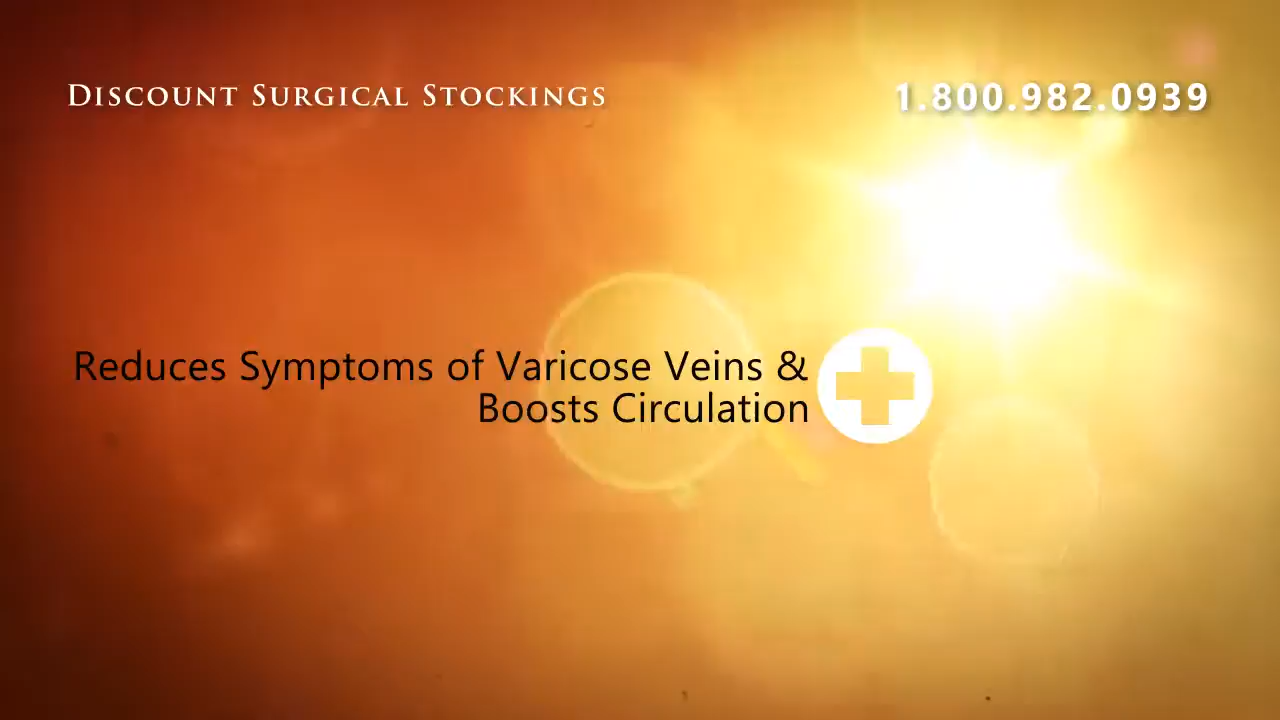 Discount Surgical Stockings
1.800.982.0939
Reduces Symptoms of Varicose Veins &
Boosts Circulation